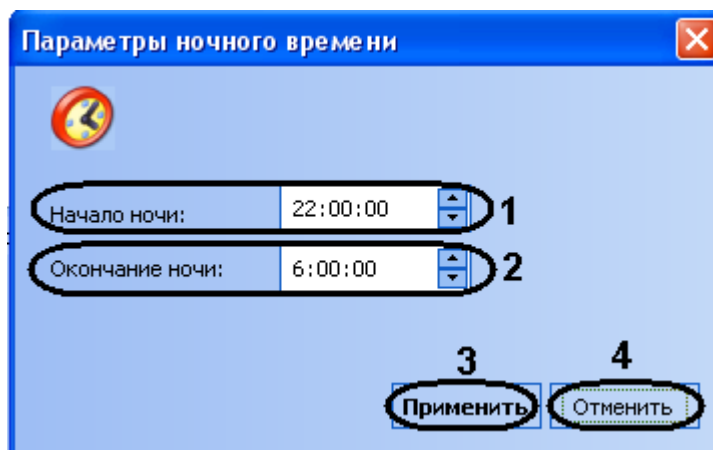 Параметры ночного времени
Начало ночи: 22:00:00 1
Окончание ночи: 6:00:00 2
3 4
Применить Отменить